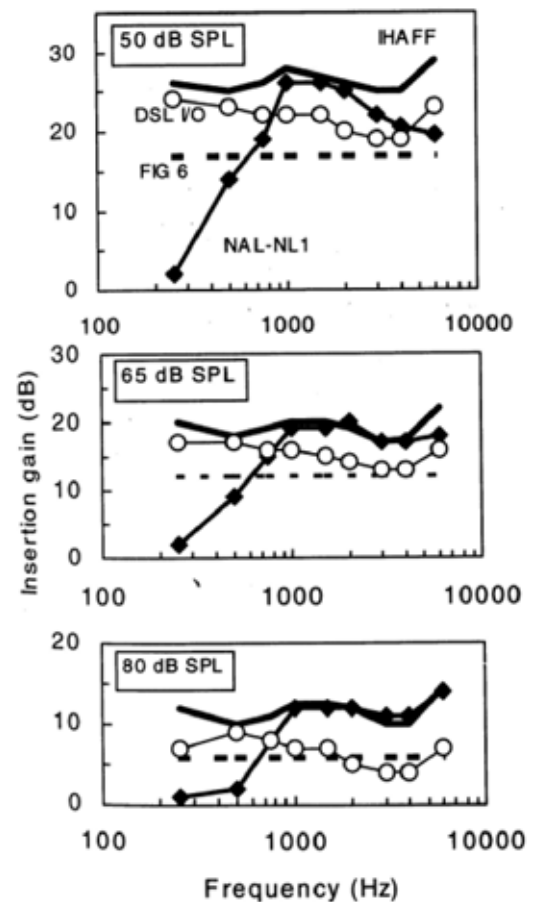 50 dB SPL
IHAFF
30
DSL I/O
20
FIG 6
10
NAL-NL1
0
100 1000 10000
30
65 dB SPL
20
10
0
100 1000 10000
20
80 dB SPL
10
0
100 1000 10000
Insertion gain (dB)
Frequency (Hz)